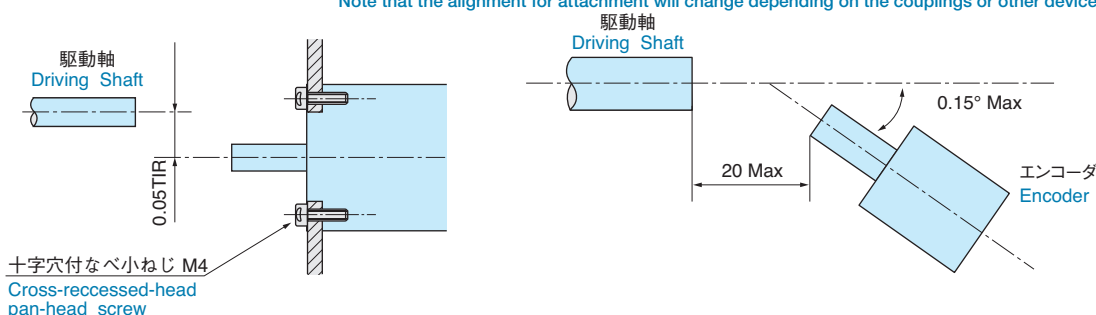 Note that the alignment for attachment will change depending on the couplings or other device
駆動軸
Driving Shaft
0.05TIR
十字穴付なべ小ねじ M4
Cross-reccessed-head
pan-head screw
駆動軸
Driving Shaft
0.15° Max
20 Max
エンコーダ
Encoder